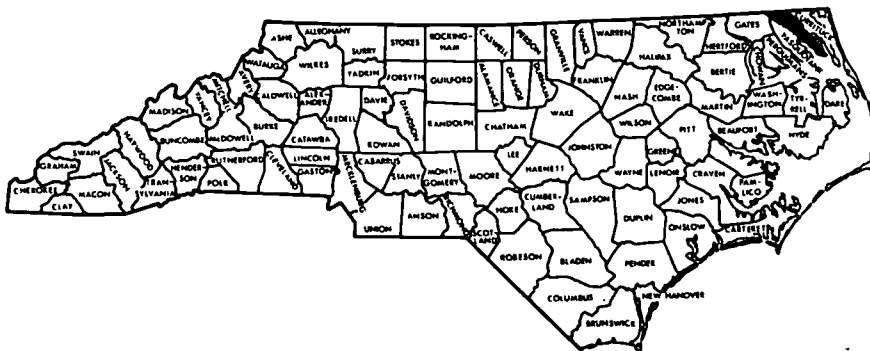 ASHE
ALLEGHANY
SURRY
STOKES
ROCKING-
HAM
CASWELL
PERSON
GRANVILLE
VANCE
WARREN
NORTHAM
TON
GATES
CURRITUCK
PASQUOTANK
PERQUIMANS
CHOWAN
HERTFORD
HALIFAX
BERTIE
WATAUGA
WILKES
YADKIN
FORSYTH
GUILFORD
ALAMANCE
ORANGE
DURHAM
FRANKLIN
NASH
EDGE-
COMBE
MARTIN
WASH-
INGTON
TYR-
RELL
DARE
MITCHELL
AVERY
YANCEY
CALDWELL
ALEX-
ANDER
IREDELL
DAVIE
DAVIDSON
RANDOLPH
CHATHAM
WAKE
WILSON
PITT
BEAUFORT
HYDE
MADISON
BUNCOMBE
McDOWELL
BURKE
CATAWBA
ROWAN
LEE
JOHNSTON
GREENE
HAYWOOD
SWAIN
GRAHAM
CHEROKEE
CLAY
MACON
JACKSON
TRAN-
SYLVANIA
HENDER-
SON
POLK
RUTHERFORD
CLEVELAND
LINCOLN
GASTON
MECKLENBURG
CABARRUS
STANLY
MONT-
GOMERY
MOORE
HARNETT
WAYNE
LENOIR
CRAVEN
PAM-
LICO
JONES
UNION
ANSON
RICHMOND
SCOT-
LAND
HOKE
CUMBER-
LAND
SAMPSON
DUPLIN
ONSLOW
CARTERET
ROBESON
BLADEN
PENDER
COLUMBUS
NEW HANOVER
BRUNSWICK